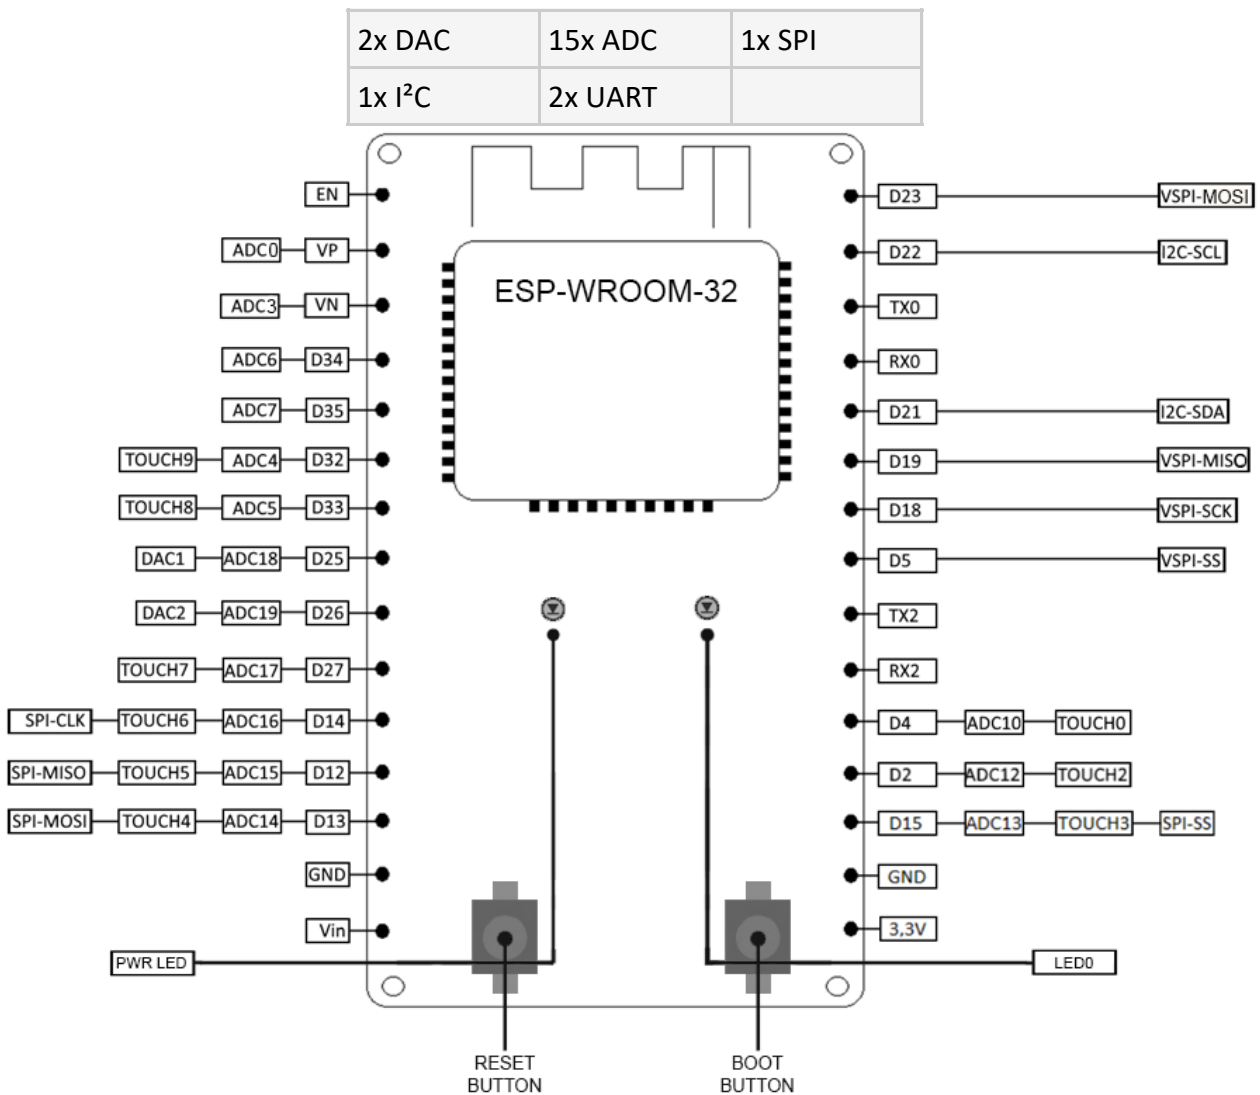 2x DAC 15x ADC 1x SPI
1x I²C 2x UART
ESP-WROOM-32
EN
ADC0 VP
ADC3 VN
ADC6 D34
ADC7 D35
TOUCH9 ADC4 D32
TOUCH8 ADC5 D33
DAC1 ADC18 D25
DAC2 ADC19 D26
TOUCH7 ADC17 D27
SPI-CLK TOUCH6 ADC16 D14
SPI-MISO TOUCH5 ADC15 D12
SPI-MOSI TOUCH4 ADC14 D13
GND
Vin
PWR LED
D23 VSPI-MOSI
D22 I2C-SCL
TX0
RX0
D21 I2C-SDA
D19 VSPI-MISO
D18 VSPI-SCK
D5 VSPI-SS
TX2
RX2
D4 ADC10 TOUCH0
D2 ADC12 TOUCH2
D15 ADC13 TOUCH3 SPI-SS
GND
3,3V
LED0
RESET
BUTTON
BOOT
BUTTON